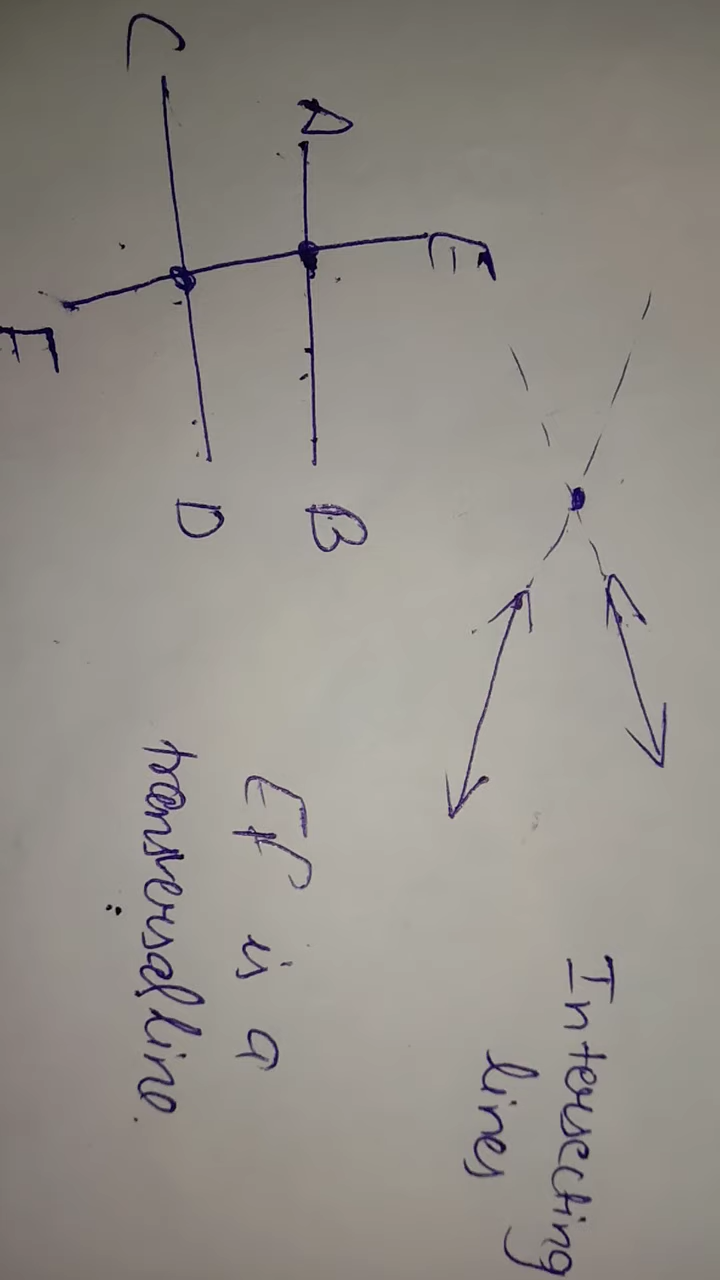 Intersecting
lines
E
A
B
C
D
F
EF is a
transversal line.